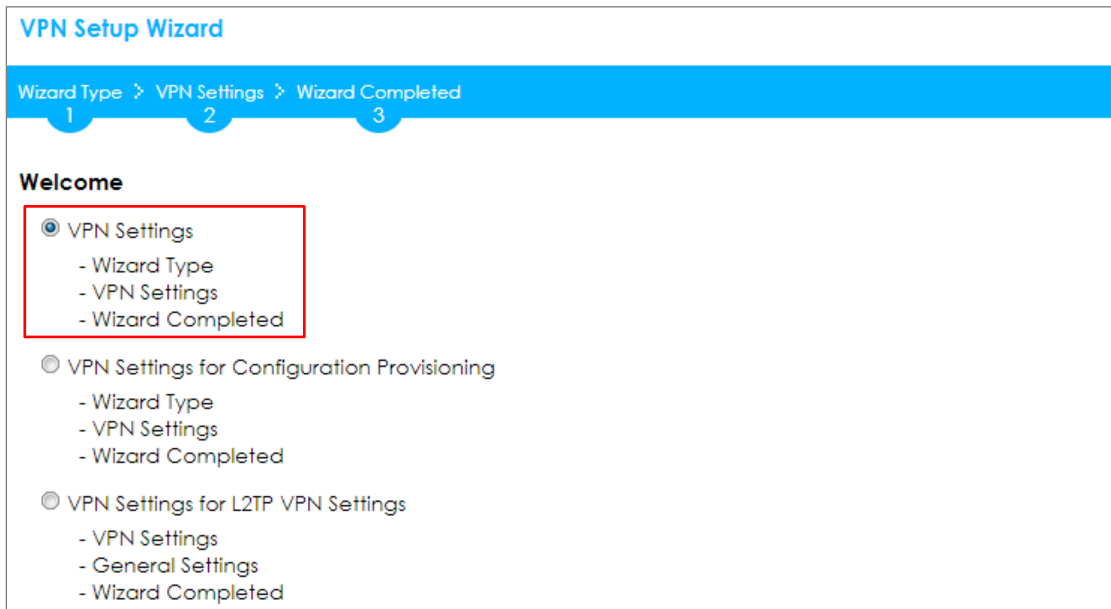 VPN Setup Wizard
Wizard Type > VPN Settings > Wizard Completed
1 2 3
Welcome
VPN Settings
- Wizard Type
- VPN Settings
- Wizard Completed
VPN Settings for Configuration Provisioning
- Wizard Type
- VPN Settings
- Wizard Completed
VPN Settings for L2TP VPN Settings
- VPN Settings
- General Settings
- Wizard Completed